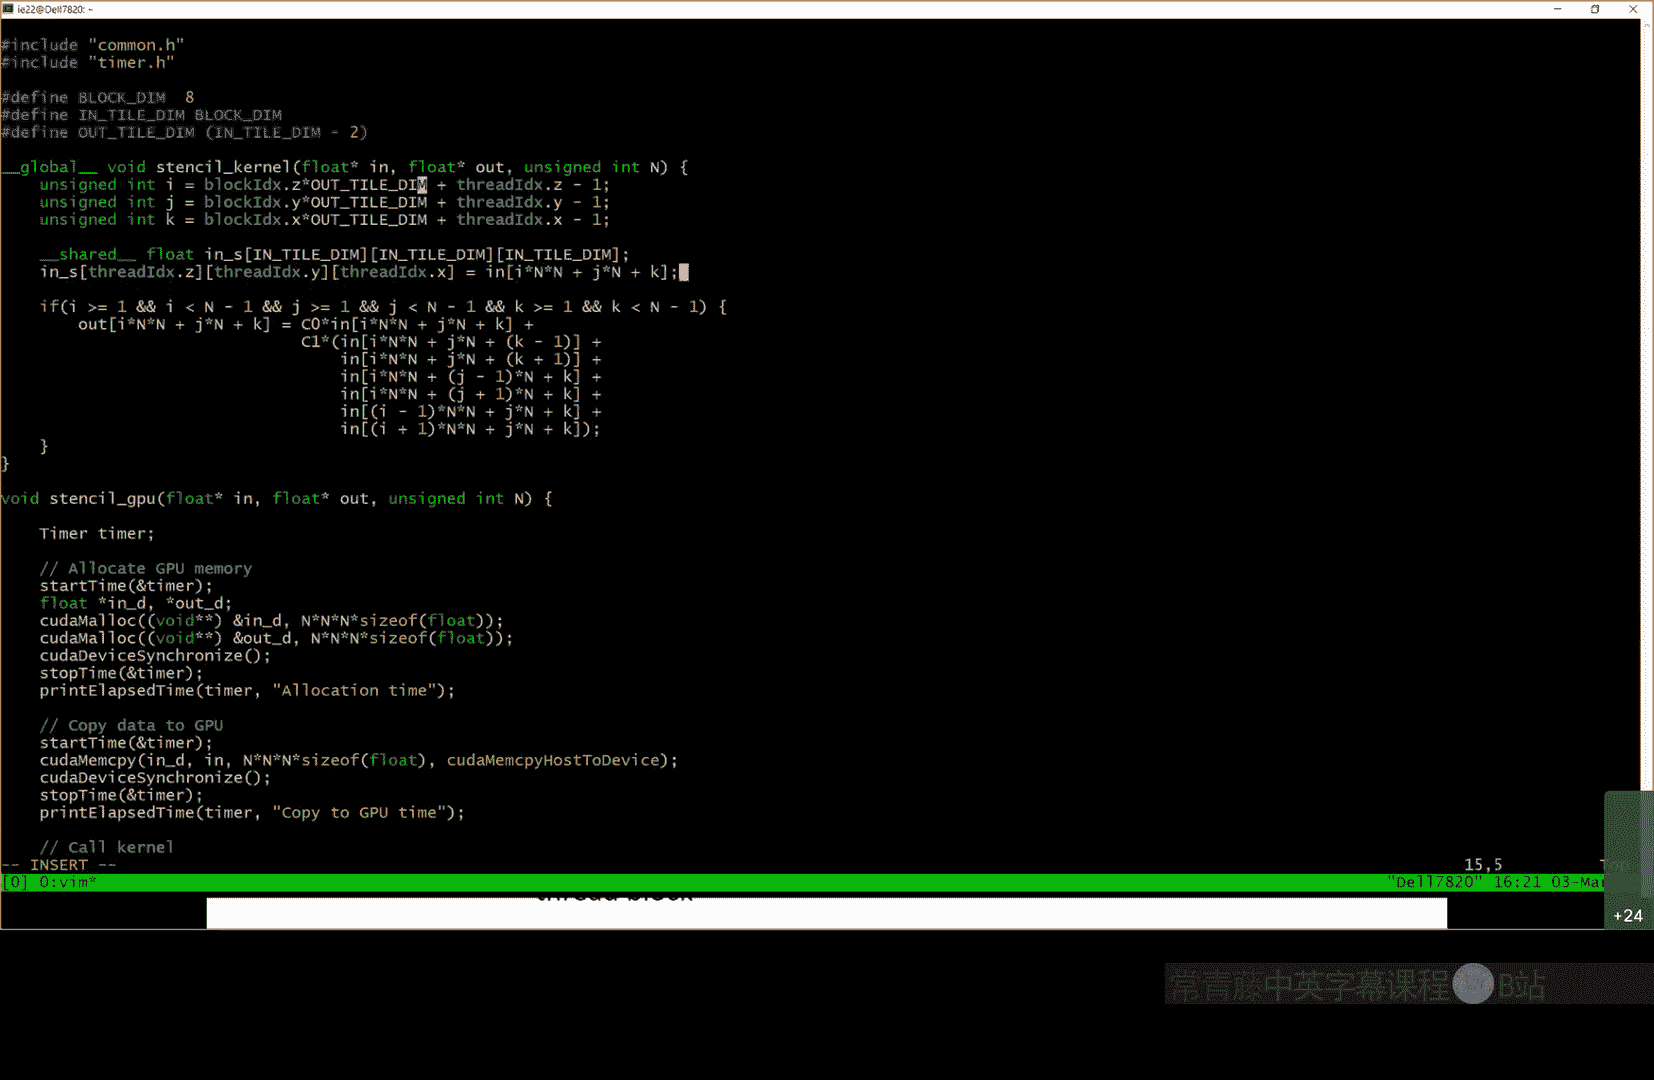 ie22@Dell7820: ~
#include "common.h"
#include "timer.h"
#define BLOCK_DIM  8
#define IN_TILE_DIM BLOCK_DIM
#define OUT_TILE_DIM (IN_TILE_DIM - 2)
__global__ void stencil_kernel(float* in, float* out, unsigned int N) {
    unsigned int i = blockIdx.z*OUT_TILE_DIM + threadIdx.z - 1;
    unsigned int j = blockIdx.y*OUT_TILE_DIM + threadIdx.y - 1;
    unsigned int k = blockIdx.x*OUT_TILE_DIM + threadIdx.x - 1;
    __shared__ float in_s[IN_TILE_DIM][IN_TILE_DIM][IN_TILE_DIM];
    in_s[threadIdx.z][threadIdx.y][threadIdx.x] = in[i*N*N + j*N + k];
    if(i >= 1 && i < N - 1 && j >= 1 && j < N - 1 && k >= 1 && k < N - 1) {
        out[i*N*N + j*N + k] = C0*in[i*N*N + j*N + k] +
                               C1*(in[i*N*N + j*N + (k - 1)] +
                                   in[i*N*N + j*N + (k + 1)] +
                                   in[i*N*N + (j - 1)*N + k] +
                                   in[i*N*N + (j + 1)*N + k] +
                                   in[(i - 1)*N*N + j*N + k] +
                                   in[(i + 1)*N*N + j*N + k]);
    }
}
void stencil_gpu(float* in, float* out, unsigned int N) {
    Timer timer;
    // Allocate GPU memory
    startTime(&timer);
    float *in_d, *out_d;
    cudaMalloc((void**) &in_d, N*N*N*sizeof(float));
    cudaMalloc((void**) &out_d, N*N*N*sizeof(float));
    cudaDeviceSynchronize();
    stopTime(&timer);
    printElapsedTime(timer, "Allocation time");
    // Copy data to GPU
    startTime(&timer);
    cudaMemcpy(in_d, in, N*N*N*sizeof(float), cudaMemcpyHostToDevice);
    cudaDeviceSynchronize();
    stopTime(&timer);
    printElapsedTime(timer, "Copy to GPU time");
    // Call kernel
-- INSERT -- 15,5
[0] 0:vim* "Dell7820" 16:21 03-Mar
thread block
+24
常青藤中英字幕课程 B站